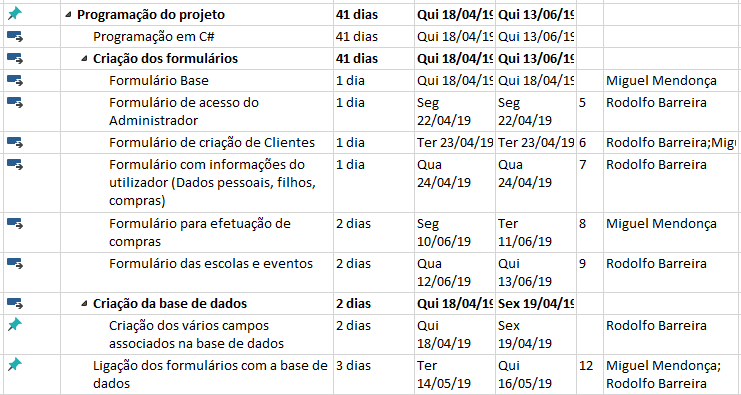 Programação do projeto 41 dias Qui 18/04/19 Qui 13/06/19
Programação em C# 41 dias Qui 18/04/19 Qui 13/06/19
Criação dos formulários 41 dias Qui 18/04/19 Qui 13/06/19
Formulário Base 1 dia Qui 18/04/19 Qui 18/04/19 Miguel Mendonça
Formulário de acesso do 1 dia Seg Seg 5 Rodolfo Barreira
Administrador 22/04/19 22/04/19
Formulário de criação de Clientes 1 dia Ter 23/04/19 Ter 23/04/19 6 Rodolfo Barreira;Migu
Formulário com informações do 1 dia Qua Qua 7 Rodolfo Barreira
utilizador (Dados pessoais, filhos, 24/04/19 24/04/19
compras)
Formulário para efetuação de 2 dias Seg Ter 8 Miguel Mendonça
compras 10/06/19 11/06/19
Formulário das escolas e eventos 2 dias Qua Qui 9 Rodolfo Barreira
12/06/19 13/06/19
Criação da base de dados 2 dias Qui 18/04/19 Sex 19/04/19
Criação dos vários campos 2 dias Qui Sex Rodolfo Barreira
associados na base de dados 18/04/19 19/04/19
Ligação dos formulários com a base de 3 dias Ter Qui 12 Miguel Mendonça;
dados 14/05/19 16/05/19 Rodolfo Barreira